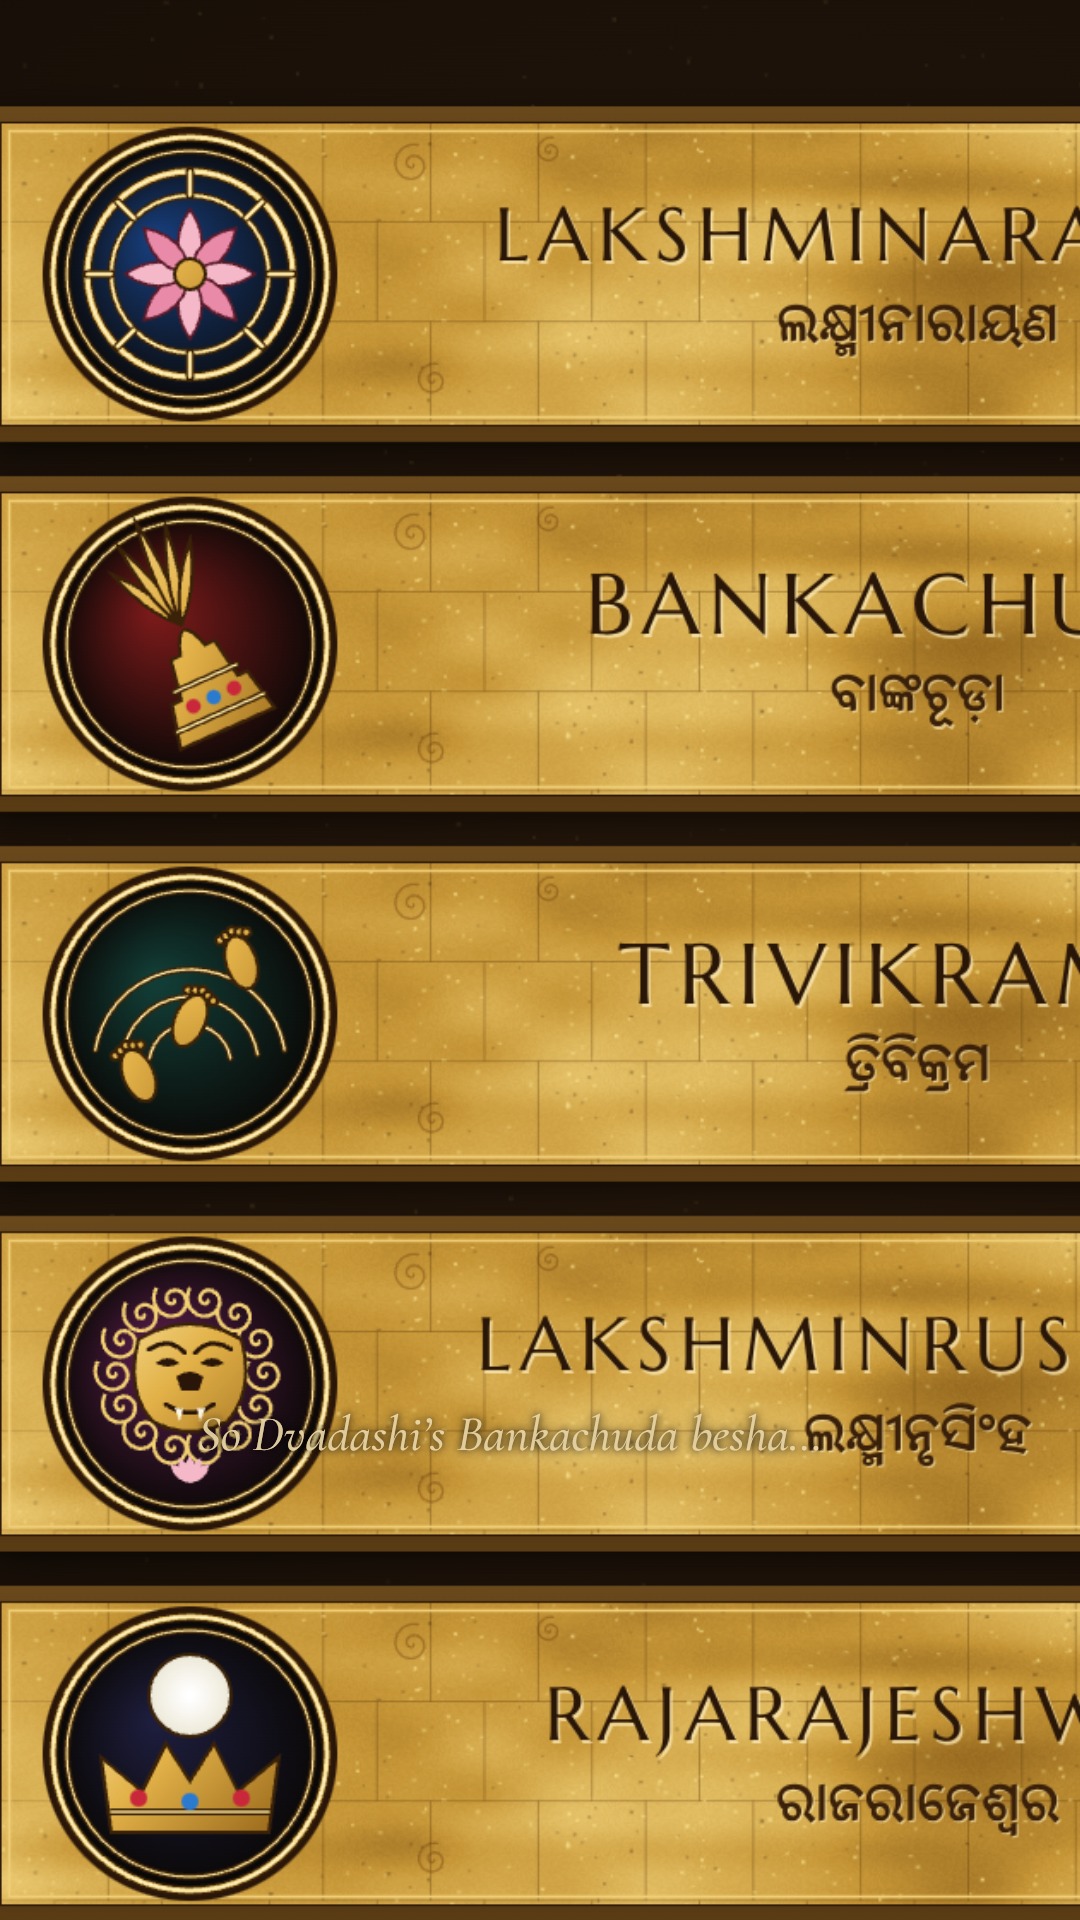 LAKSHMINARA
ଲକ୍ଷ୍ମୀନାରାୟଣ
BANKACHU
ବାଙ୍କଚୂଡ଼ା
TRIVIKRAM
ତ୍ରିବିକ୍ରମ
LAKSHMINRUS
So Dvadashi’s Bankachuda besha...
ଲକ୍ଷ୍ମୀନୃସିଂହ
RAJARAJESHW
ରାଜରାଜେଶ୍ୱର